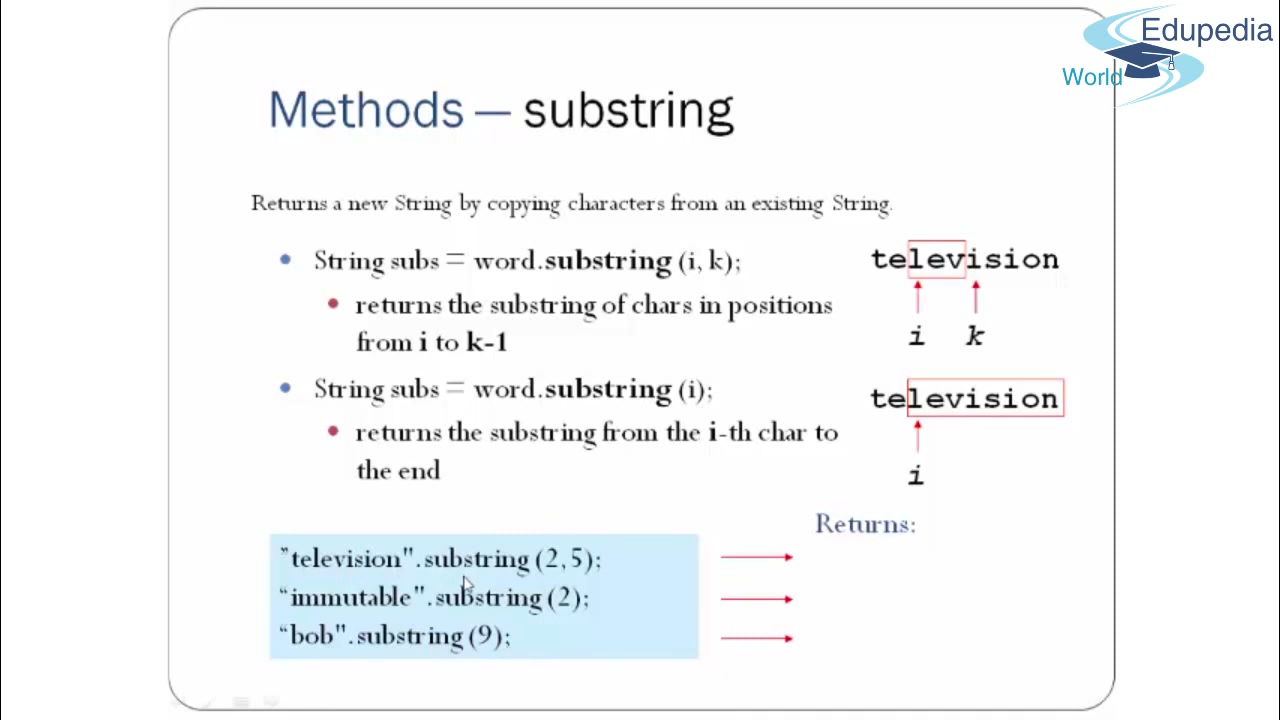 Edupedia
World
Methods — substring
Returns a new String by copying characters from an existing String.
• String subs = word.substring (i, k);
• returns the substring of chars in positions
from i to k-1
television
i k
• String subs = word.substring (i);
• returns the substring from the i-th char to
the end
television
i
Returns:
”television".substring (2,5);
“immutable".substring (2);
“bob".substring (9);